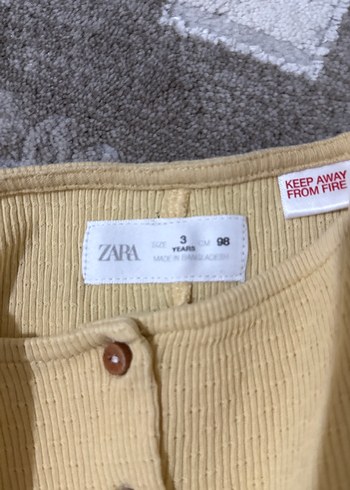 KEEP AWAY
FROM FIRE
ZARA
SIZE 3 YEARS CM 98
MADE IN BANGLADESH